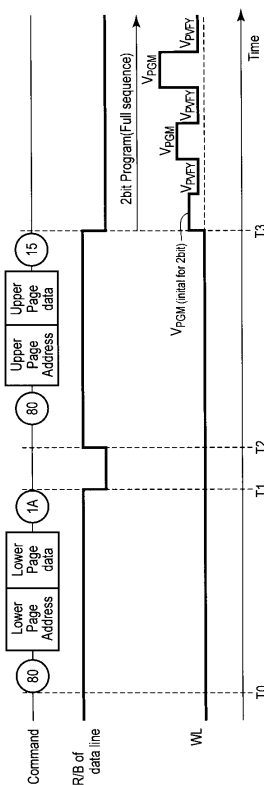 Command
80
Lower Page Address
Lower Page data
1A
80
Upper Page Address
Upper Page data
15
R/B of data line
2bit Program(Full sequence)
WL
VPGM (inital for 2bit)
VPVFY
VPGM
VPVFY
VPGM
VPVFY
T0
T1
T2
T3
Time